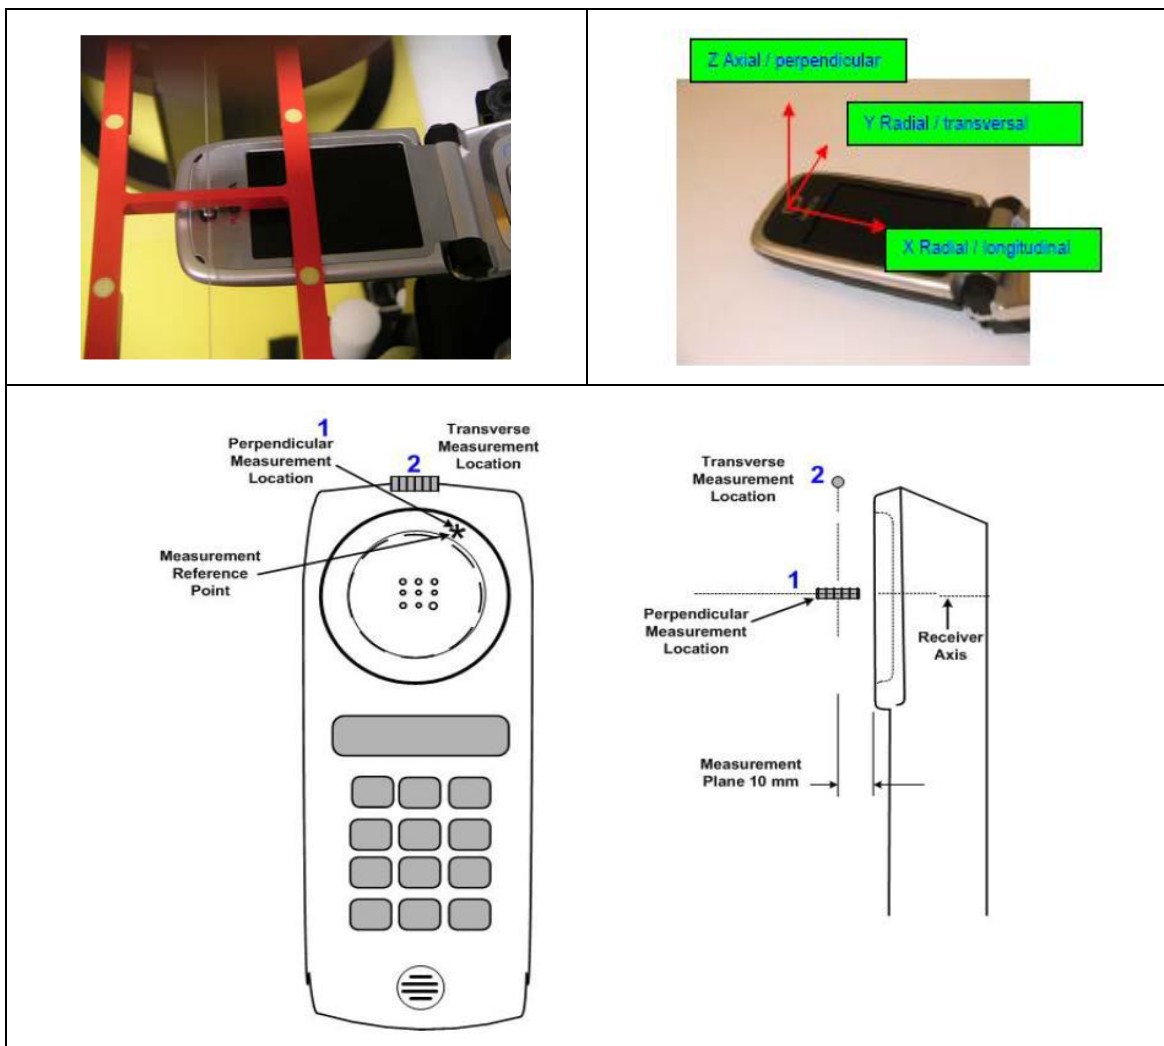 Z Axial / perpendicular
Y Radial / transversal
X Radial / longitudinal
1
Perpendicular
Measurement
Location
2
Transverse
Measurement
Location
Measurement
Reference
Point
Transverse
Measurement
Location
2
1
Perpendicular
Measurement
Location
Receiver
Axis
Measurement
Plane 10 mm